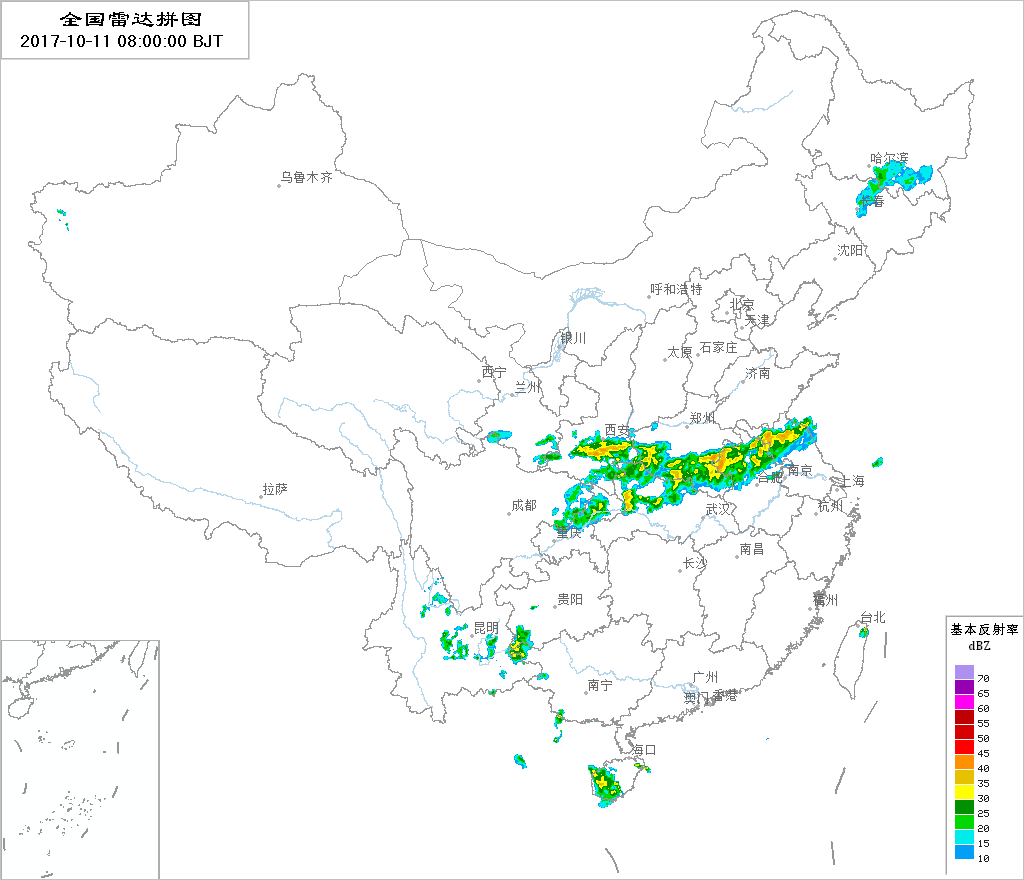 全国雷达拼图
2017-10-11 08:00:00 BJT
哈尔滨
乌鲁木齐
长春
沈阳
呼和浩特
北京
天津
银川
石家庄
太原
西宁
济南
兰州
郑州
西安
南京
合肥
上海
拉萨
成都
武汉
杭州
重庆
南昌
长沙
贵阳
福州
台北
昆明
广州
南宁
澳门
香港
海口
基本反射率
dBZ
70
65
60
55
50
45
40
35
30
25
20
15
10